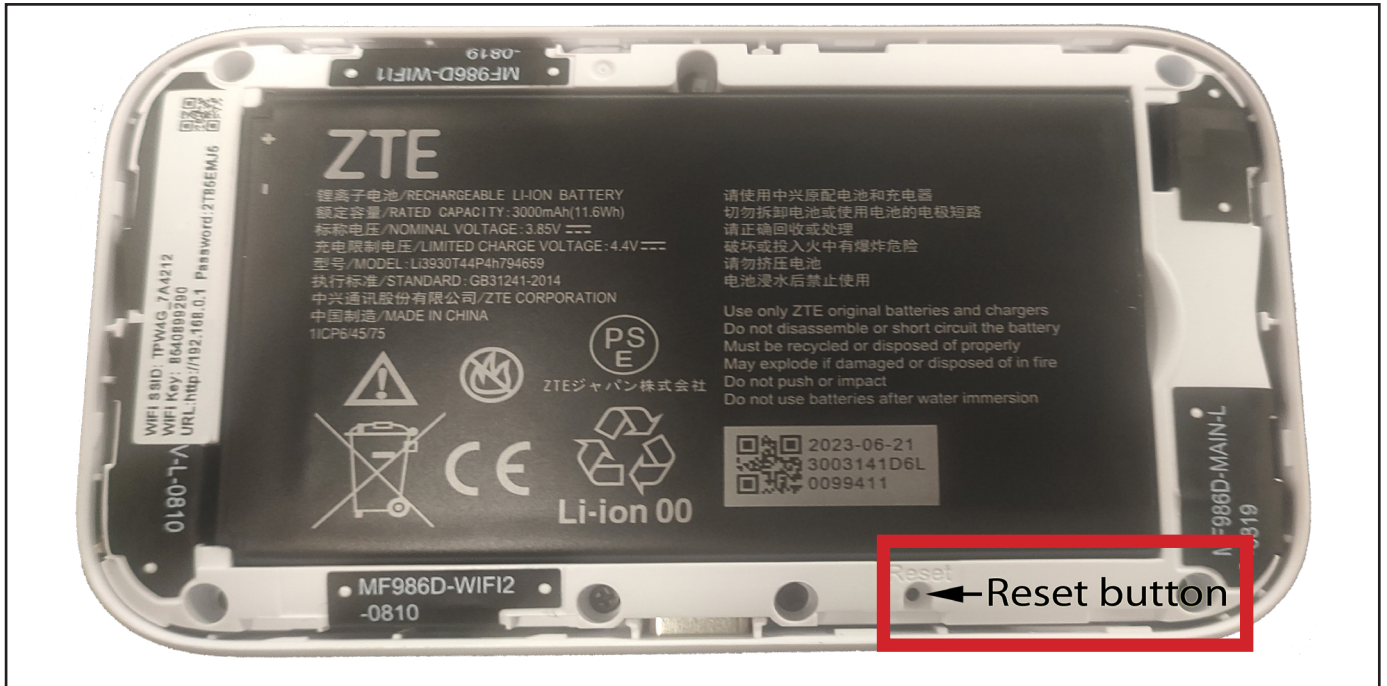 MF986D-WIFI1
-0819
WIFI SSID: TPW4G_7A4212
WIFI Key: 8640899290
URL:http://192.168.0.1 Password:2T86EMJ6
V-L-0810
+
-
ZTE
锂离子电池/RECHARGEABLE LI-ION BATTERY
额定容量/RATED CAPACITY:3000mAh(11.6Wh)
标称电压/NOMINAL VOLTAGE:3.85V
充电限制电压/LIMITED CHARGE VOLTAGE:4.4V
型号/MODEL:Li3930T44P4h794659
执行标准/STANDARD:GB31241-2014
中兴通讯股份有限公司/ZTE CORPORATION
中国制造/MADE IN CHINA
1ICP6/45/75
PS
E
ZTEジャパン株式会社
CE
Li-ion 00
请使用中兴原配电池和充电器
切勿拆卸电池或使用电池的电极短路
请正确回收或处理
破坏或投入火中有爆炸危险
请勿挤压电池
电池浸水后禁止使用
Use only ZTE original batteries and chargers
Do not disassemble or short circuit the battery
Must be recycled or disposed of properly
May explode if damaged or disposed of in fire
Do not push or impact
Do not use batteries after water immersion
2023-06-21
3003141D6L
0099411
MF986D-MAIN-L
-0819
MF986D-WIFI2
-0810
Reset
Reset button